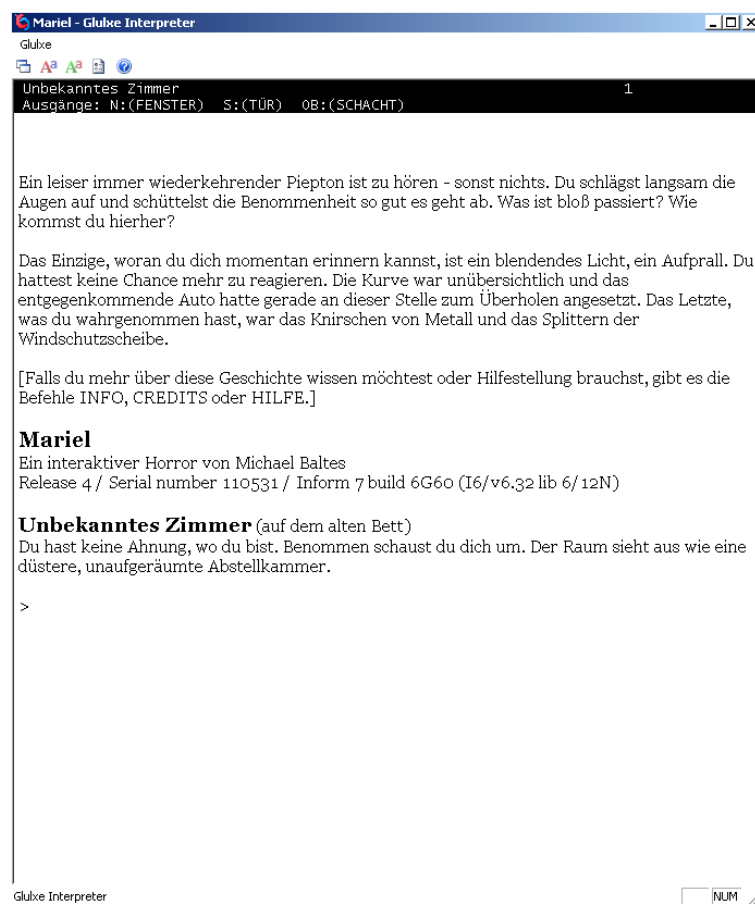 Mariel - Glulxe Interpreter
Glulxe
Unbekanntes Zimmer 1
Ausgänge: N:(FENSTER) S:(TÜR) OB:(SCHACHT)
Ein leiser immer wiederkehrender Piepton ist zu hören - sonst nichts. Du schlägst langsam die
Augen auf und schüttelst die Benommenheit so gut es geht ab. Was ist bloß passiert? Wie
kommst du hierher?
Das Einzige, woran du dich momentan erinnern kannst, ist ein blendendes Licht, ein Aufprall. Du
hattest keine Chance mehr zu reagieren. Die Kurve war unübersichtlich und das
entgegenkommende Auto hatte gerade an dieser Stelle zum Überholen angesetzt. Das Letzte,
was du wahrgenommen hast, war das Knirschen von Metall und das Splittern der
Windschutzscheibe.
[Falls du mehr über diese Geschichte wissen möchtest oder Hilfestellung brauchst, gibt es die
Befehle INFO, CREDITS oder HILFE.]
Mariel
Ein interaktiver Horror von Michael Baltes
Release 4 / Serial number 110531 / Inform 7 build 6G60 (I6/v6.32 lib 6/12N)
Unbekanntes Zimmer (auf dem alten Bett)
Du hast keine Ahnung, wo du bist. Benommen schaust du dich um. Der Raum sieht aus wie eine
düstere, unaufgeräumte Abstellkammer.
>
Glulxe Interpreter NUM